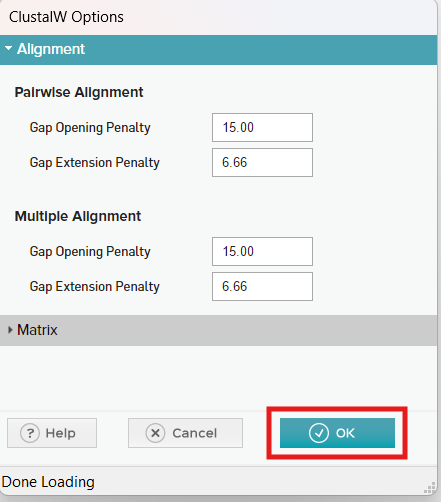 ClustalW Options
Alignment
Pairwise Alignment
Gap Opening Penalty 15.00
Gap Extension Penalty 6.66
Multiple Alignment
Gap Opening Penalty 15.00
Gap Extension Penalty 6.66
Matrix
? Help Cancel OK
Done Loading